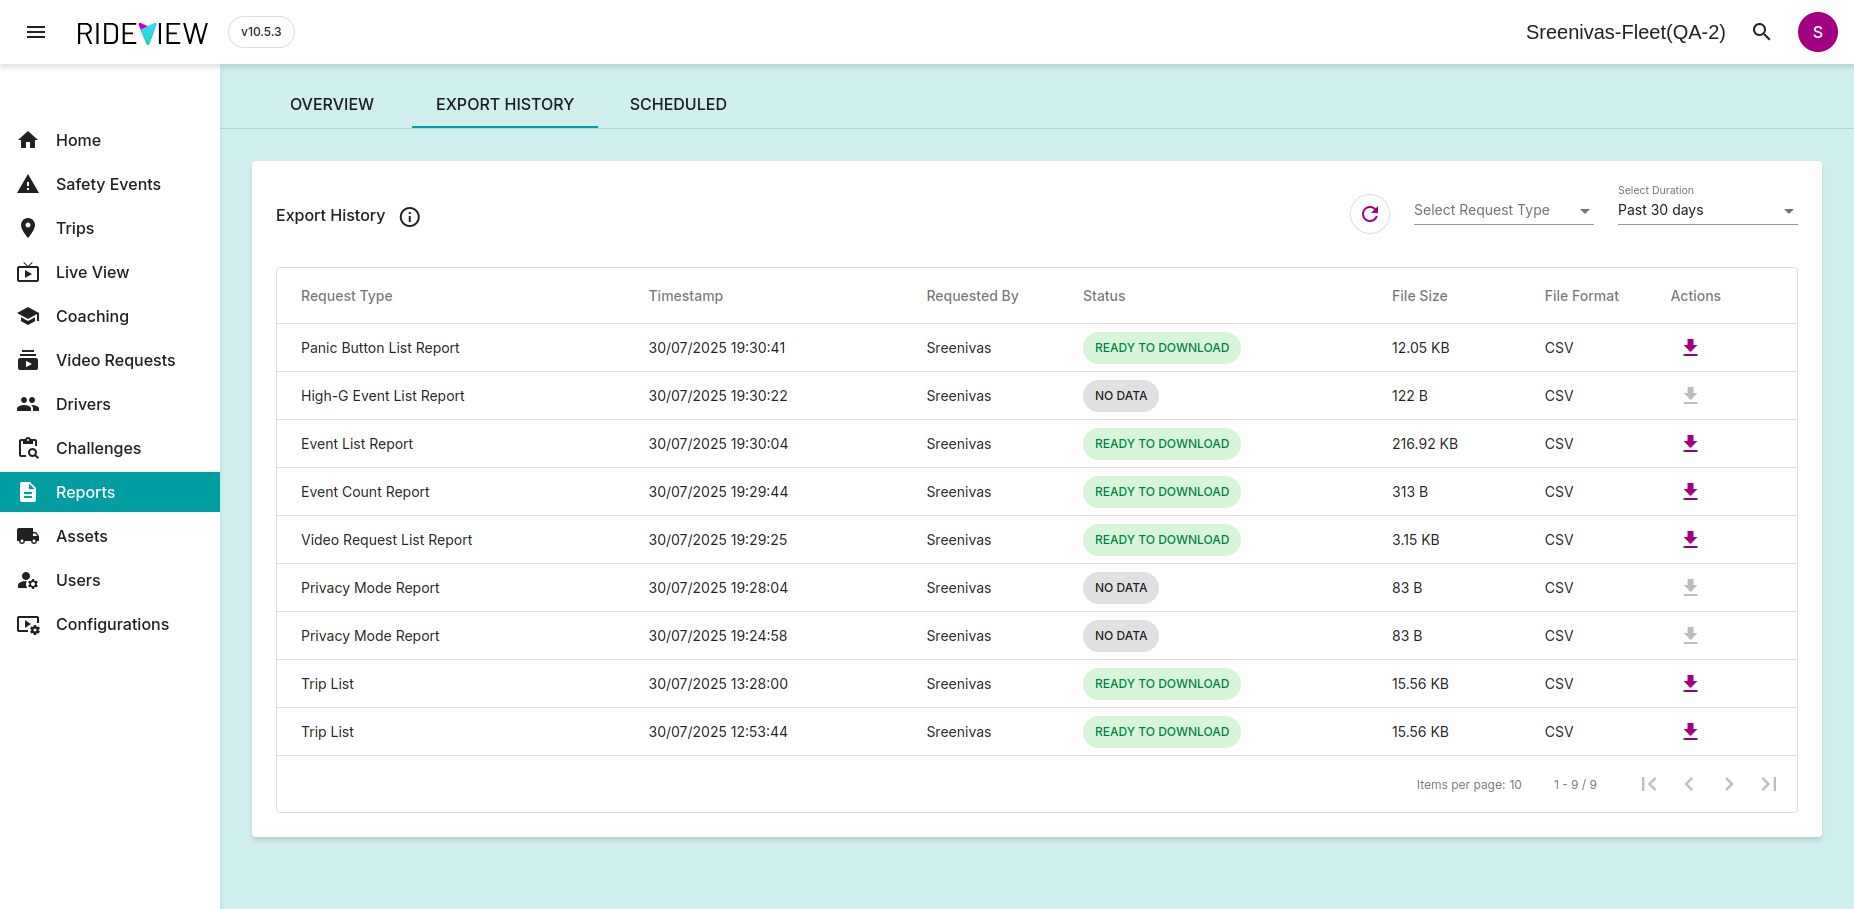 RIDEVIEW v10.5.3 Sreenivas-Fleet(QA-2) S
OVERVIEW EXPORT HISTORY SCHEDULED
Home
Safety Events
Trips
Live View
Coaching
Video Requests
Drivers
Challenges
Reports
Assets
Users
Configurations
Export History
Select Request Type
Select Duration
Past 30 days
Request Type Timestamp Requested By Status File Size File Format Actions
Panic Button List Report 30/07/2025 19:30:41 Sreenivas READY TO DOWNLOAD 12.05 KB CSV
High-G Event List Report 30/07/2025 19:30:22 Sreenivas NO DATA 122 B CSV
Event List Report 30/07/2025 19:30:04 Sreenivas READY TO DOWNLOAD 216.92 KB CSV
Event Count Report 30/07/2025 19:29:44 Sreenivas READY TO DOWNLOAD 313 B CSV
Video Request List Report 30/07/2025 19:29:25 Sreenivas READY TO DOWNLOAD 3.15 KB CSV
Privacy Mode Report 30/07/2025 19:28:04 Sreenivas NO DATA 83 B CSV
Privacy Mode Report 30/07/2025 19:24:58 Sreenivas NO DATA 83 B CSV
Trip List 30/07/2025 13:28:00 Sreenivas READY TO DOWNLOAD 15.56 KB CSV
Trip List 30/07/2025 12:53:44 Sreenivas READY TO DOWNLOAD 15.56 KB CSV
Items per page: 10 1 - 9 / 9